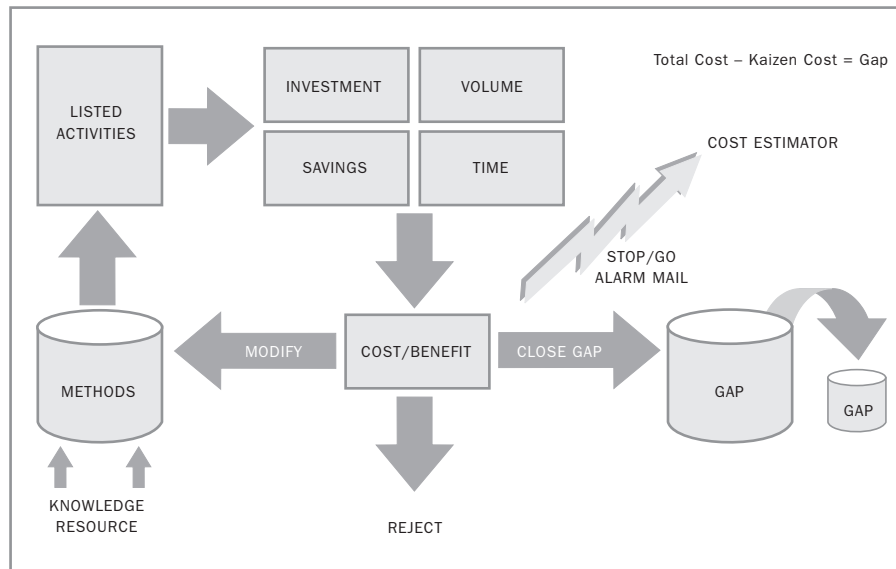 Total Cost – Kaizen Cost = Gap
LISTED
ACTIVITIES
INVESTMENT
VOLUME
SAVINGS
TIME
COST ESTIMATOR
STOP/GO
ALARM MAIL
METHODS
MODIFY
COST/BENEFIT
CLOSE GAP
GAP
GAP
KNOWLEDGE
RESOURCE
REJECT